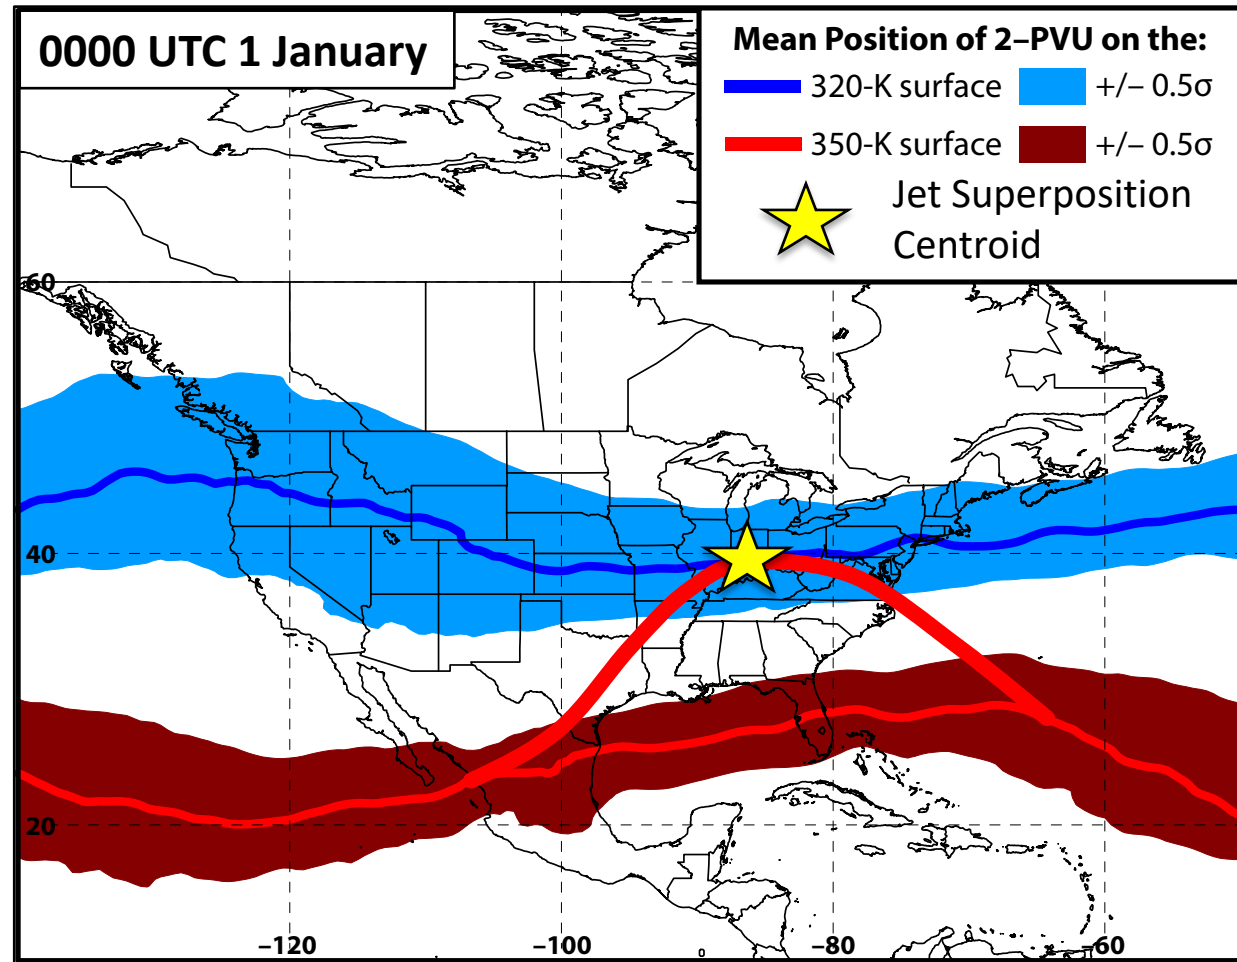 0000 UTC 1 January
Mean Position of 2–PVU on the:
320-K surface +/– 0.5σ
350-K surface +/– 0.5σ
Jet Superposition
Centroid
60
40
20
–120 –100 –80 –60